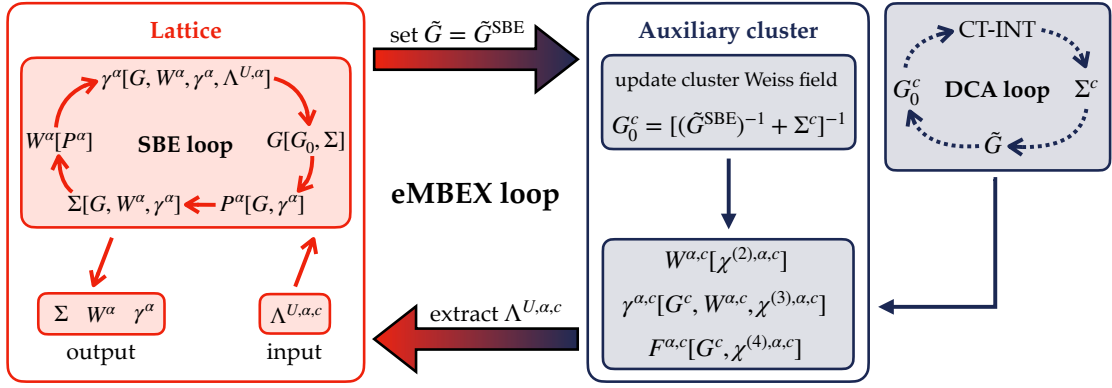 Lattice
γ^α[G, W^α, γ^α, Λ^{U,α}]
W^α[P^α]
SBE loop
G[G_0, Σ]
Σ[G, W^α, γ^α]
P^α[G, γ^α]
Σ W^α γ^α
output
Λ^{U,α,c}
input
set G̃ = G̃^{SBE}
eMBEX loop
extract Λ^{U,α,c}
Auxiliary cluster
update cluster Weiss field
G_0^c = [(G̃^{SBE})^{-1} + Σ^c]^{-1}
W^{α,c}[χ^{(2),α,c}]
γ^{α,c}[G^c, W^{α,c}, χ^{(3),α,c}]
F^{α,c}[G^c, χ^{(4),α,c}]
CT-INT
G_0^c
DCA loop
Σ^c
G̃